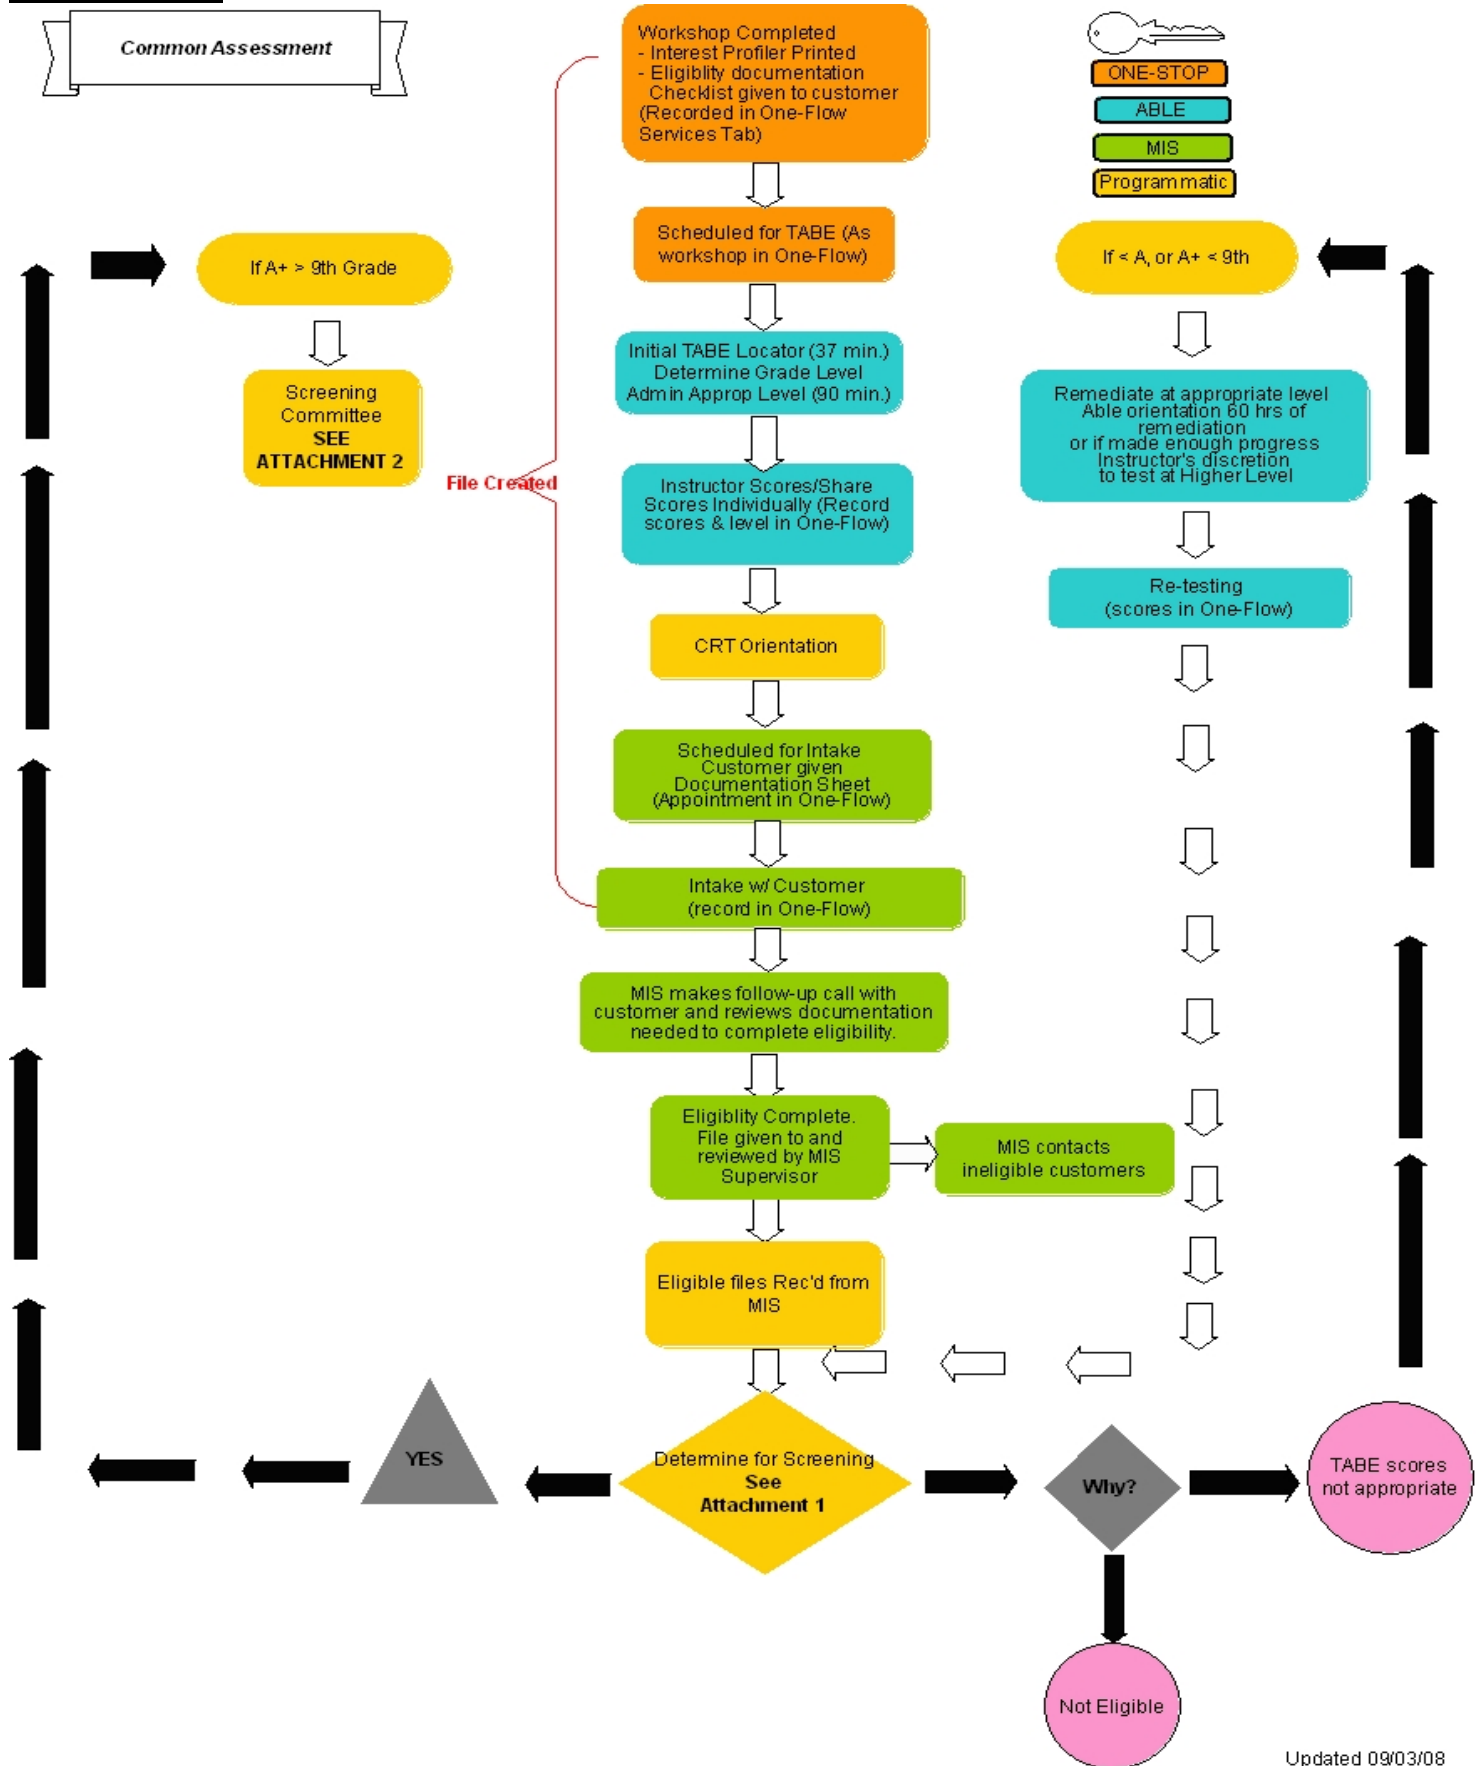 Common Assessment
Workshop Completed
- Interest Profiler Printed
- Eligiblity documentation
Checklist given to customer
(Recorded in One-Flow
Services Tab)
ONE-STOP
ABLE
MIS
Programmatic
Scheduled for TABE (As
workshop in One-Flow)
If A+ > 9th Grade
If < A, or A+ < 9th
Initial TABE Locator (37 min.)
Determine Grade Level
Admin Approp Level (90 min.)
Screening
Committee
SEE
ATTACHMENT 2
Remediate at appropriate level
Able orientation 60 hrs of
remediation
or if made enough progress
Instructor's discretion
to test at Higher Level
File Created
Instructor Scores/Share
Scores Individually (Record
scores & level in One-Flow)
Re-testing
(scores in One-Flow)
CRT Orientation
Scheduled for Intake
Customer given
Documentation Sheet
(Appointment in One-Flow)
Intake w/ Customer
(record in One-Flow)
MIS makes follow-up call with
customer and reviews documentation
needed to complete eligibility.
Eligiblity Complete.
File given to and
reviewed by MIS
Supervisor
MIS contacts
ineligible customers
Eligible files Rec'd from
MIS
YES
Determine for Screening
See
Attachment 1
Why?
TABE scores
not appropriate
Not Eligible
Updated 09/03/08